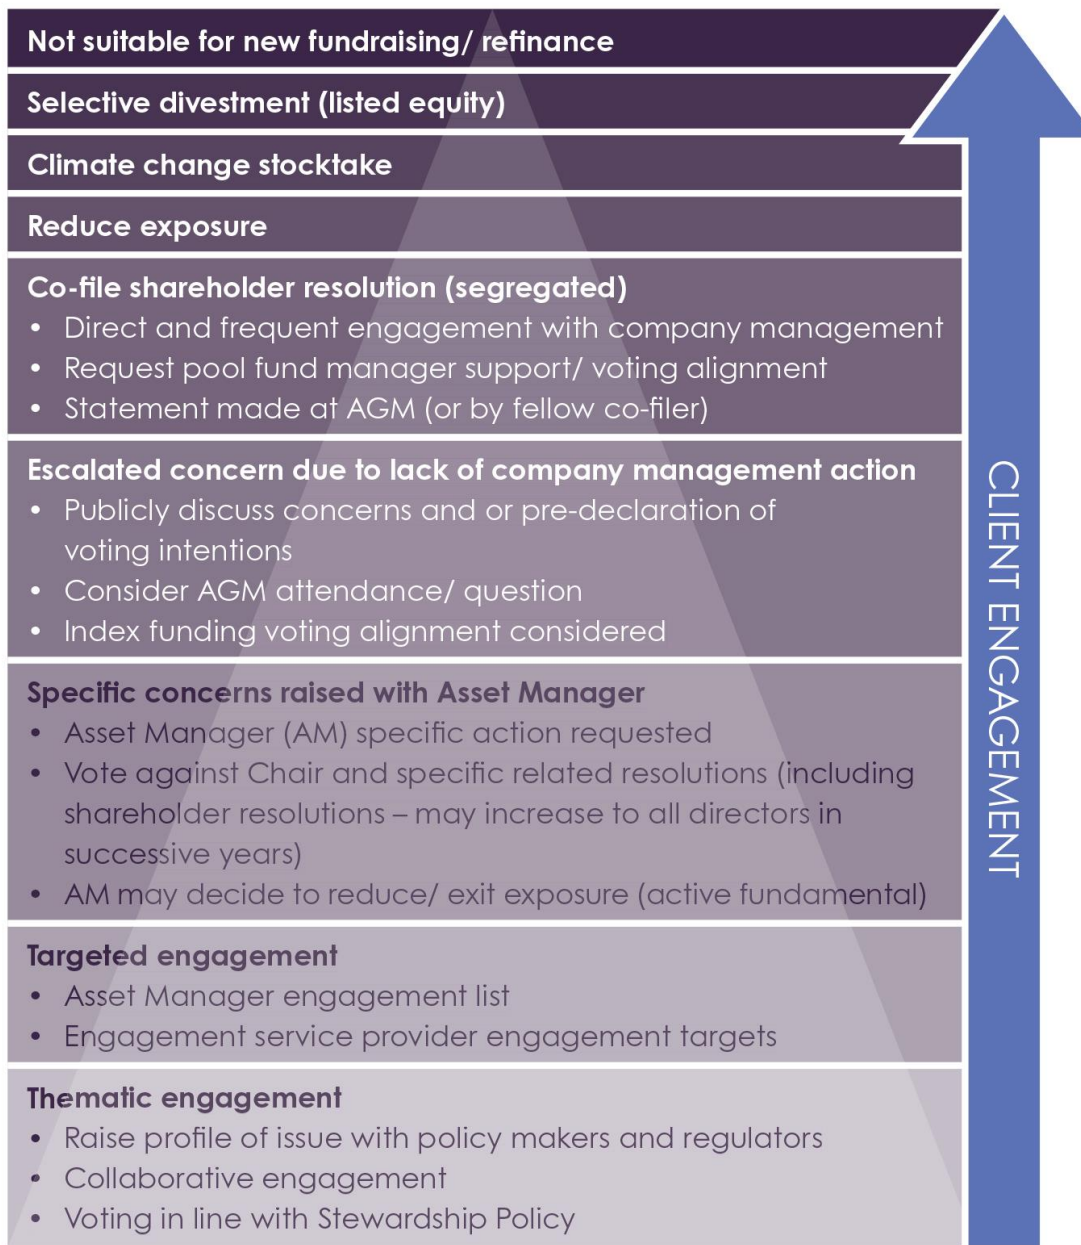 Not suitable for new fundraising/ refinance
Selective divestment (listed equity)
Climate change stocktake
Reduce exposure
Co-file shareholder resolution (segregated)
• Direct and frequent engagement with company management
• Request pool fund manager support/ voting alignment
• Statement made at AGM (or by fellow co-filer)
Escalated concern due to lack of company management action
• Publicly discuss concerns and or pre-declaration of
voting intentions
• Consider AGM attendance/ question
• Index funding voting alignment considered
Specific concerns raised with Asset Manager
• Asset Manager (AM) specific action requested
• Vote against Chair and specific related resolutions (including
shareholder resolutions – may increase to all directors in
successive years)
• AM may decide to reduce/ exit exposure (active fundamental)
Targeted engagement
• Asset Manager engagement list
• Engagement service provider engagement targets
Thematic engagement
• Raise profile of issue with policy makers and regulators
• Collaborative engagement
• Voting in line with Stewardship Policy
CLIENT ENGAGEMENT